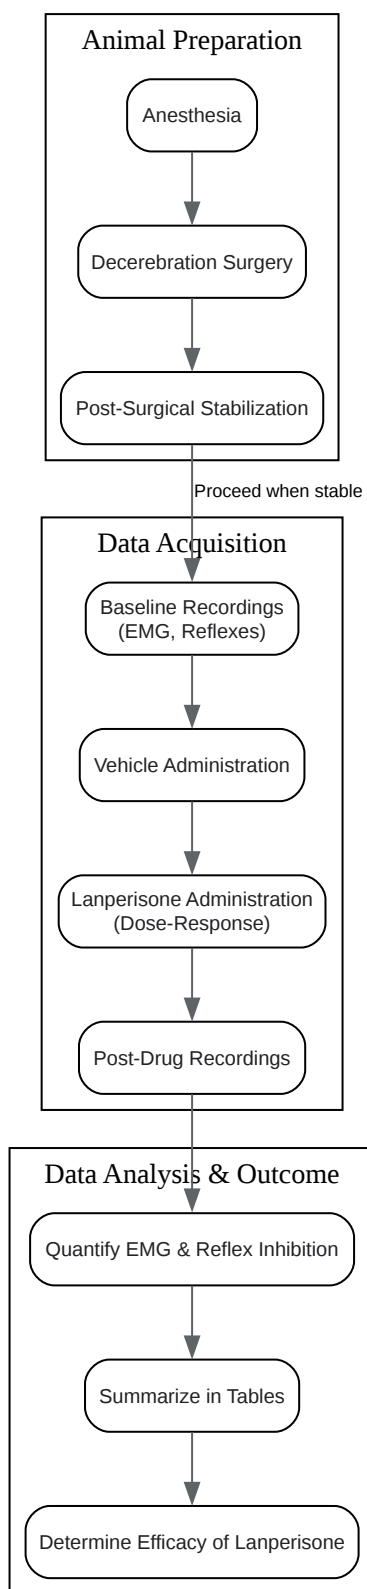 Animal Preparation
Anesthesia
Decerebration Surgery
Post-Surgical Stabilization
Proceed when stable
Data Acquisition
Baseline Recordings
(EMG, Reflexes)
Vehicle Administration
Lanperisone Administration
(Dose-Response)
Post-Drug Recordings
Data Analysis & Outcome
Quantify EMG & Reflex Inhibition
Summarize in Tables
Determine Efficacy of Lanperisone